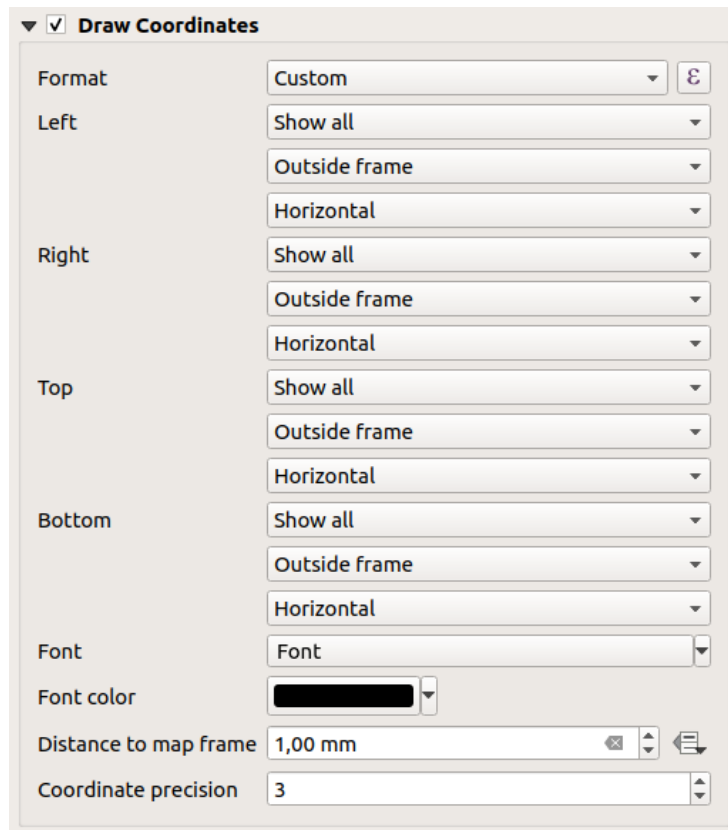 Draw Coordinates
Format Custom ε
Left Show all
Outside frame
Horizontal
Right Show all
Outside frame
Horizontal
Top Show all
Outside frame
Horizontal
Bottom Show all
Outside frame
Horizontal
Font Font
Font color
Distance to map frame 1,00 mm
Coordinate precision 3